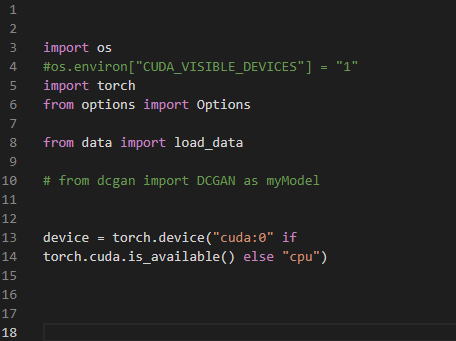 1
2
3 import os
4 #os.environ["CUDA_VISIBLE_DEVICES"] = "1"
5 import torch
6 from options import Options
7
8 from data import load_data
9
10 # from dcgan import DCGAN as myModel
11
12
13 device = torch.device("cuda:0" if
14 torch.cuda.is_available() else "cpu")
15
16
17
18